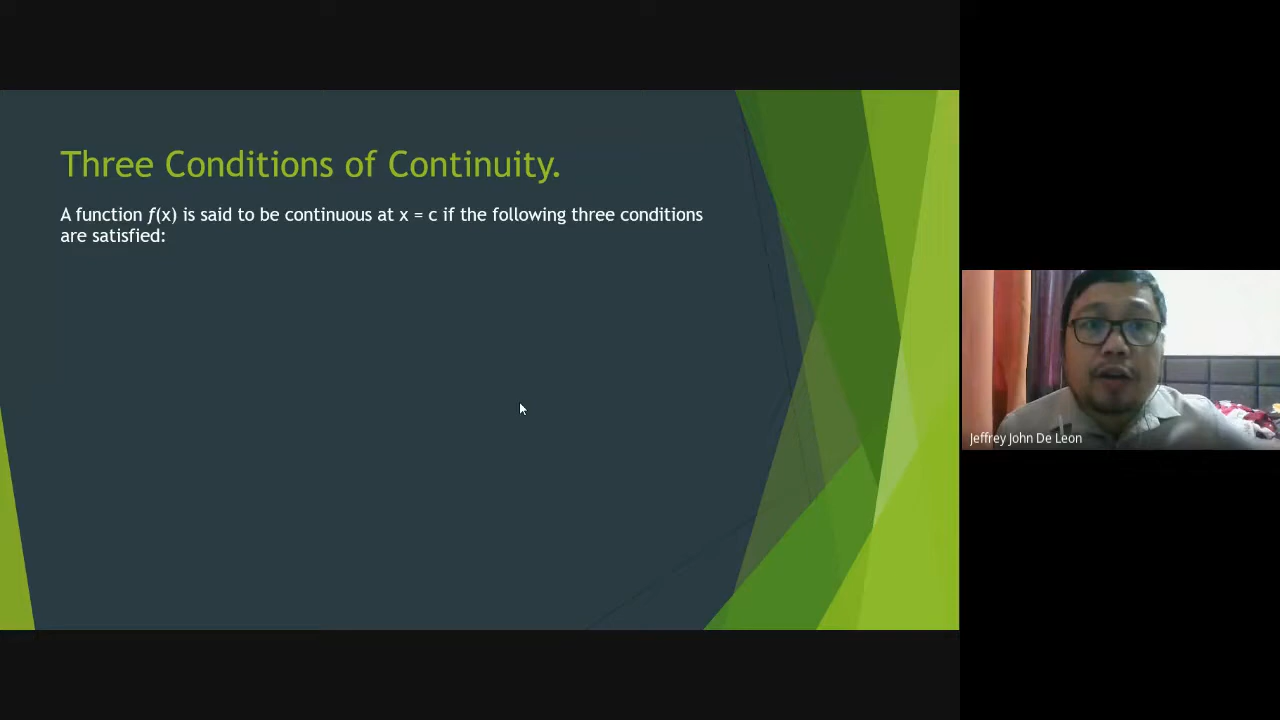 Three Conditions of Continuity.
A function f(x) is said to be continuous at x = c if the following three conditions
are satisfied:
Jeffrey John De Leon